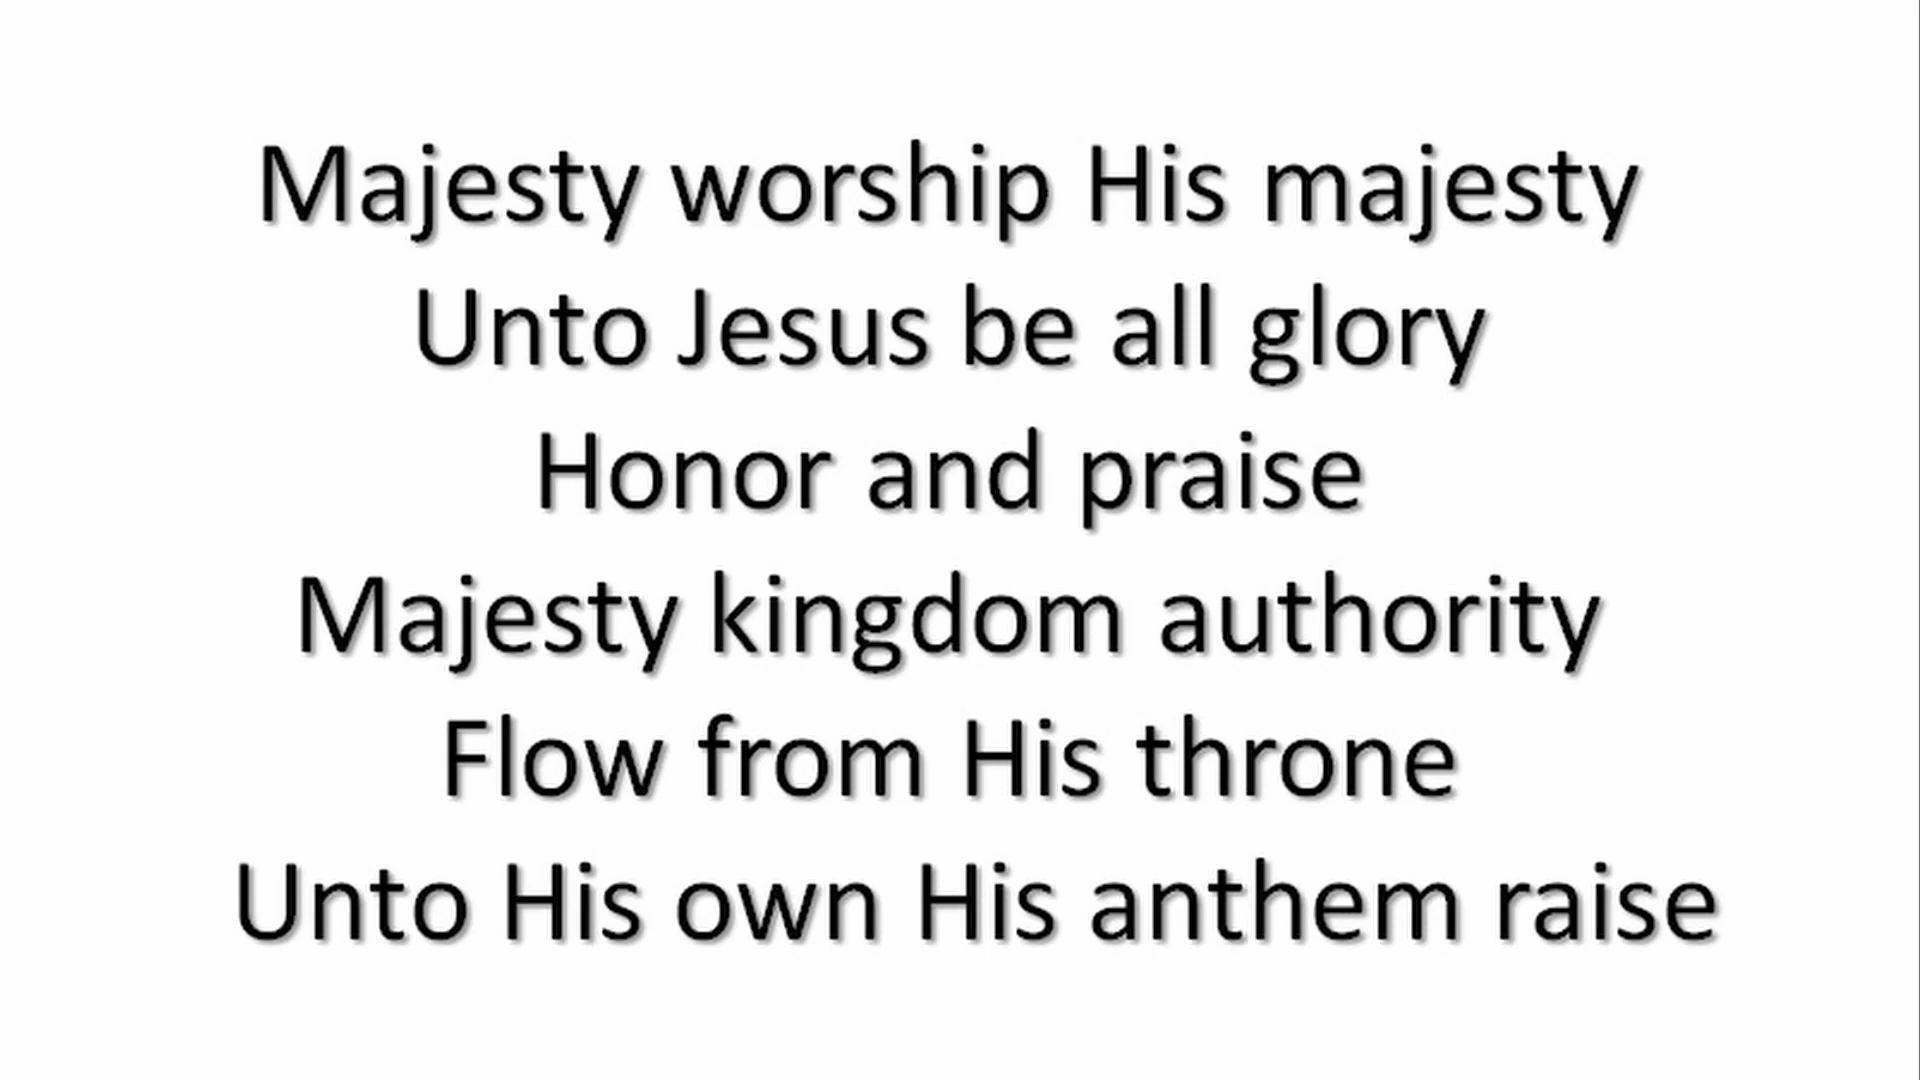 Majesty worship His majesty
Unto Jesus be all glory
Honor and praise
Majesty kingdom authority
Flow from His throne
Unto His own His anthem raise